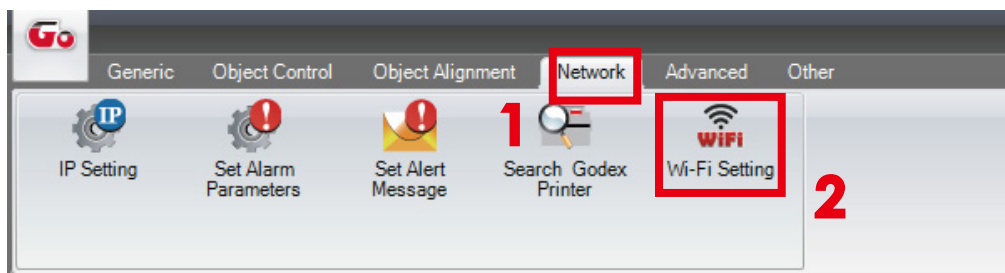 Go
Generic Object Control Object Alignment Network Advanced Other
IP
WiFi
1
IP Setting Set Alarm Set Alert Search Godex Wi-Fi Setting
Parameters Message Printer
2